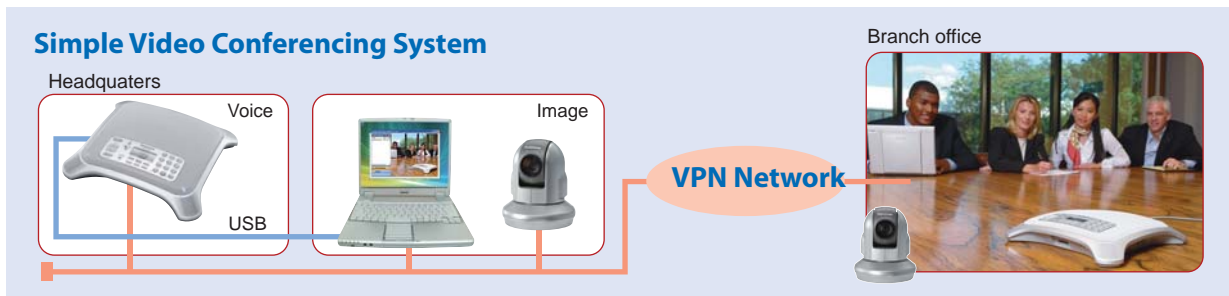 Simple Video Conferencing System
Headquaters
Voice
USB
Image
VPN Network
Branch office